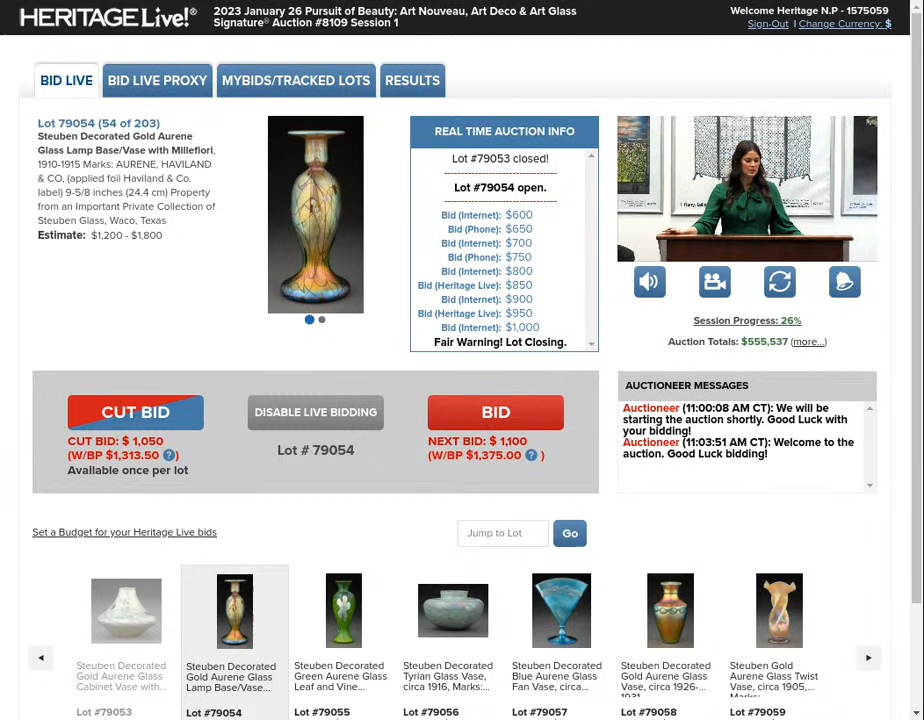 HERITAGE Live!®
2023 January 26 Pursuit of Beauty: Art Nouveau, Art Deco & Art Glass
Signature® Auction #8109 Session 1
Welcome Heritage N.P - 1575059
Sign-Out | Change Currency: $
BID LIVE
BID LIVE PROXY
MYBIDS/TRACKED LOTS
RESULTS
Lot 79054 (54 of 203)
Steuben Decorated Gold Aurene
Glass Lamp Base/Vase with Millefiori,
1910-1915 Marks: AURENE, HAVILAND
& CO, (applied foil Haviland & Co.
label) 9-5/8 inches (24.4 cm) Property
from an Important Private Collection of
Steuben Glass, Waco, Texas
Estimate: $1,200 - $1,800
REAL TIME AUCTION INFO
Lot #79053 closed!
Lot #79054 open.
Bid (Internet): $600
Bid (Phone): $650
Bid (Internet): $700
Bid (Phone): $750
Bid (Internet): $800
Bid (Heritage Live): $850
Bid (Internet): $900
Bid (Heritage Live): $950
Bid (Internet): $1,000
Fair Warning! Lot Closing.
Session Progress: 26%
Auction Totals: $555,537 (more...)
CUT BID
CUT BID: $ 1,050
(W/BP $1,313.50 ?)
Available once per lot
DISABLE LIVE BIDDING
Lot # 79054
BID
NEXT BID: $ 1,100
(W/BP $1,375.00 ? )
AUCTIONEER MESSAGES
Auctioneer (11:00:08 AM CT): We will be
starting the auction shortly. Good Luck with
your bidding!
Auctioneer (11:03:51 AM CT): Welcome to the
auction. Good Luck bidding!
Set a Budget for your Heritage Live bids
Jump to Lot
Go
Steuben Decorated
Gold Aurene Glass
Cabinet Vase with...
Lot #79053
Steuben Decorated
Gold Aurene Glass
Lamp Base/Vase...
Lot #79054
Steuben Decorated
Green Aurene Glass
Leaf and Vine...
Lot #79055
Steuben Decorated
Tyrian Glass Vase,
circa 1916, Marks:...
Lot #79056
Steuben Decorated
Blue Aurene Glass
Fan Vase, circa...
Lot #79057
Steuben Decorated
Gold Aurene Glass
Vase, circa 1926-
1931
Lot #79058
Steuben Gold
Aurene Glass Twist
Vase, circa 1905,
Marks:...
Lot #79059